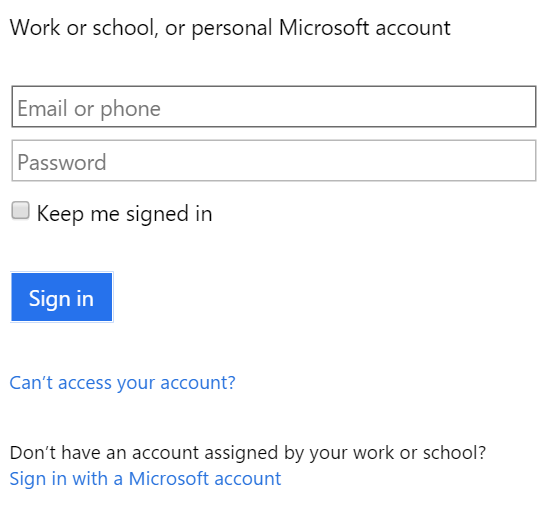 Work or school, or personal Microsoft account
Email or phone
Password
Keep me signed in
Sign in
Can’t access your account?
Don’t have an account assigned by your work or school?
Sign in with a Microsoft account